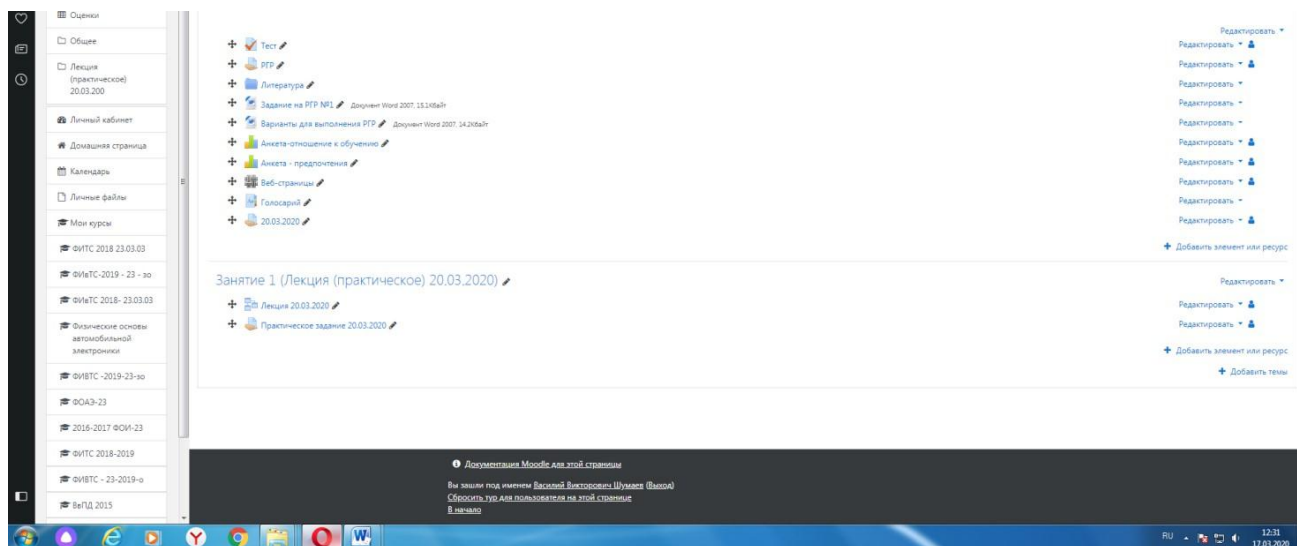 Оценки
Общее
Лекция
(практическое)
20.03.200
Личный кабинет
Домашняя страница
Календарь
Личные файлы
Мои курсы
ФИТС 2018 23.03.03
ФИвТС-2019 - 23 - зо
ФИвТС 2018- 23.03.03
Физические основы
автомобильной
электроники
ФИВТС -2019-23-зо
ФОАЭ-23
2016-2017 ФОИ-23
ФИТС 2018-2019
ФИВТС - 23-2019-о
ВвПД 2015
Редактировать
Тест Редактировать
РГР Редактировать
Литература Редактировать
Задание на РГР №1 Документ Word 2007, 15.1Кбайт Редактировать
Варианты для выполнения РГР Документ Word 2007, 14.2Кбайт Редактировать
Анкета-отношение к обучению Редактировать
Анкета - предпочтения Редактировать
Веб-страницы Редактировать
Голосарий Редактировать
20.03.2020 Редактировать
Добавить элемент или ресурс
Занятие 1 (Лекция (практическое) 20.03.2020) Редактировать
Лекция 20.03.2020 Редактировать
Практическое задание 20.03.2020 Редактировать
Добавить элемент или ресурс
Добавить темы
Документация Moodle для этой страницы
Вы зашли под именем Василий Викторович Шумаев (Выход)
Сбросить тур для пользователя на этой странице
В начало
RU 12:31
17.03.2020